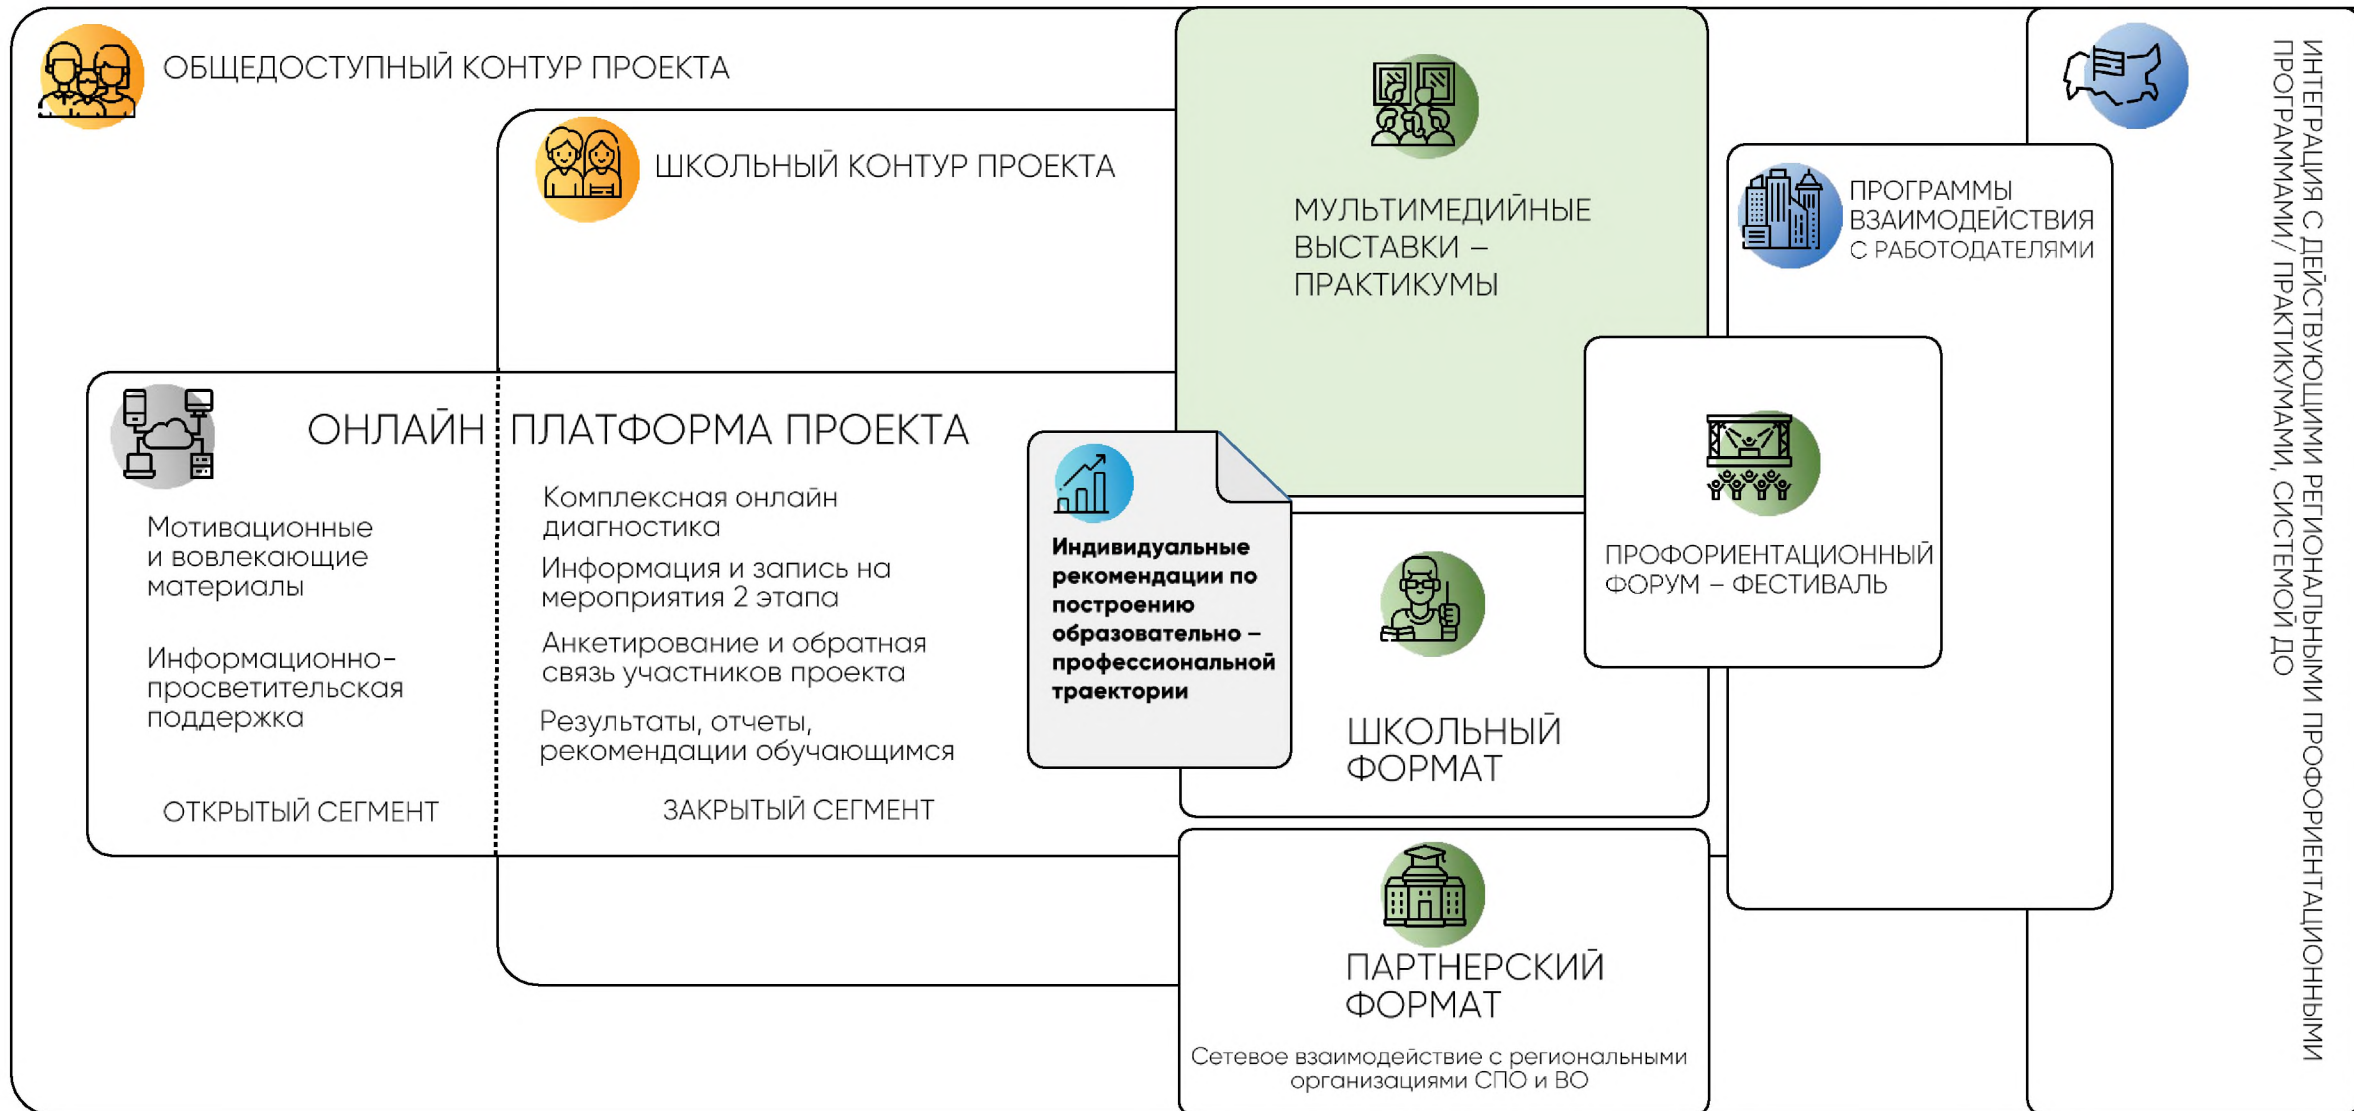 ОБЩЕДОСТУПНЫЙ КОНТУР ПРОЕКТА
ШКОЛЬНЫЙ КОНТУР ПРОЕКТА
ОНЛАЙН ПЛАТФОРМА ПРОЕКТА
Мотивационные
и вовлекающие
материалы
Информационно-
просветительская
поддержка
ОТКРЫТЫЙ СЕГМЕНТ
Комплексная онлайн
диагностика
Информация и запись на
мероприятия 2 этапа
Анкетирование и обратная
связь участников проекта
Результаты, отчеты,
рекомендации обучающимся
ЗАКРЫТЫЙ СЕГМЕНТ
Индивидуальные
рекомендации по
построению
образовательно –
профессиональной
траектории
МУЛЬТИМЕДИЙНЫЕ
ВЫСТАВКИ –
ПРАКТИКУМЫ
ШКОЛЬНЫЙ
ФОРМАТ
ПАРТНЕРСКИЙ
ФОРМАТ
Сетевое взаимодействие с региональными
организациями СПО и ВО
ПРОФОРИЕНТАЦИОННЫЙ
ФОРУМ – ФЕСТИВАЛЬ
ПРОГРАММЫ
ВЗАИМОДЕЙСТВИЯ
С РАБОТОДАТЕЛЯМИ
ИНТЕГРАЦИЯ С ДЕЙСТВУЮЩИМИ РЕГИОНАЛЬНЫМИ ПРОФОРИЕНТАЦИОННЫМИ
ПРОГРАММАМИ/ ПРАКТИКУМАМИ, СИСТЕМОЙ ДО